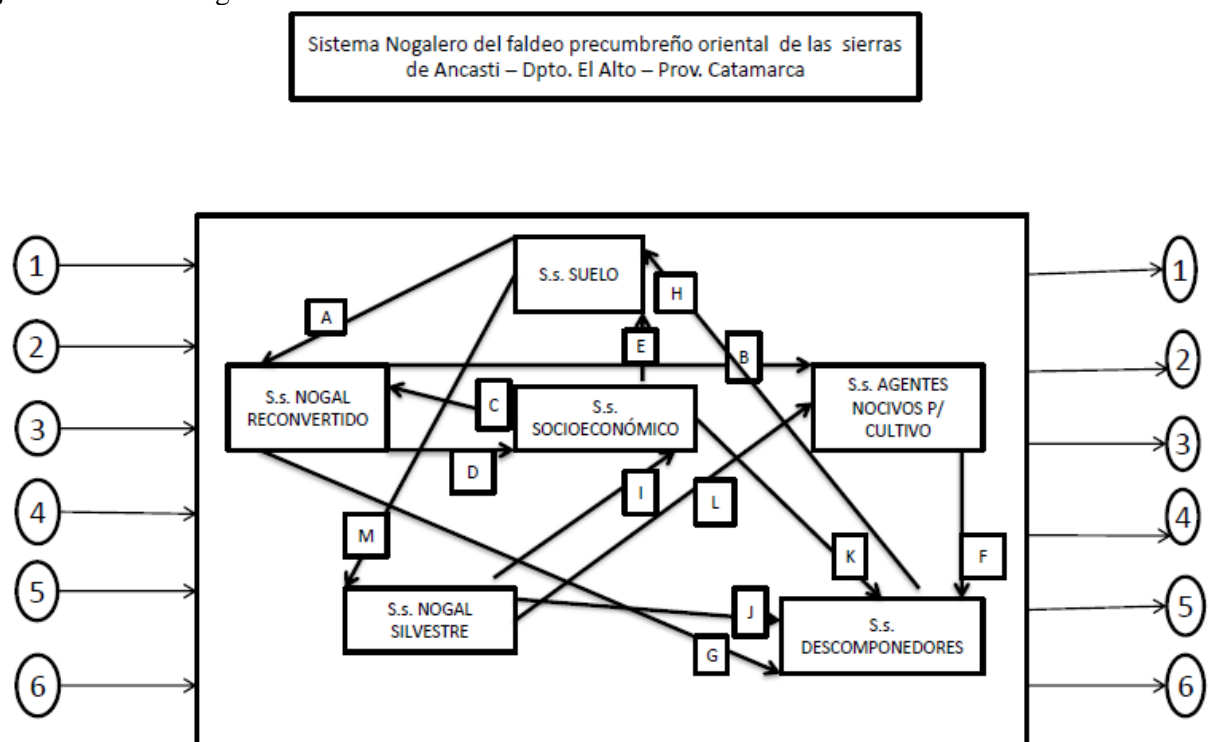 Sistema Nogalero del faldeo precumbreño oriental de las sierras
de Ancasti – Dpto. El Alto – Prov. Catamarca
1
2
3
4
5
6
S.s. SUELO
H
A
E
B
S.s. NOGAL
RECONVERTIDO
C
S.s.
SOCIOECONÓMICO
S.s. AGENTES
NOCIVOS P/
CULTIVO
D
I
L
M
K
F
S.s. NOGAL
SILVESTRE
J
G
S.s.
DESCOMPONEDORES
1
2
3
4
5
6